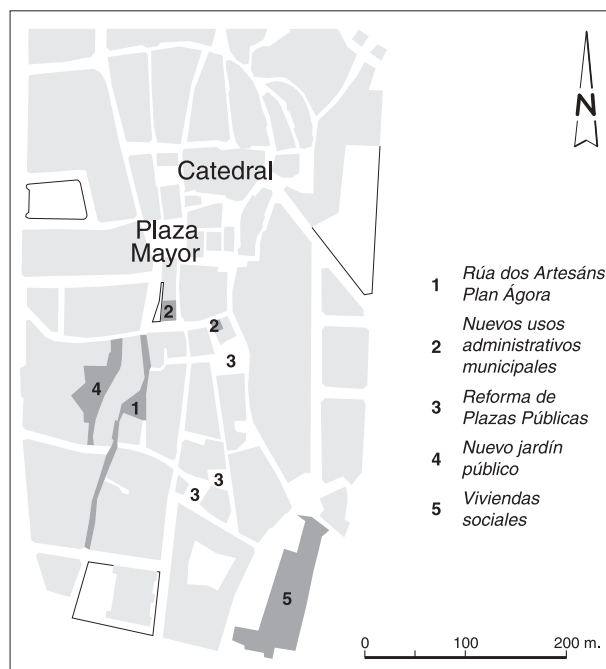 N
Catedral
Plaza
Mayor
2
2
3
4
1
3
3
5
1 Rúa dos Artesáns
Plan Ágora
2 Nuevos usos
administrativos
municipales
3 Reforma de
Plazas Públicas
4 Nuevo jardín
público
5 Viviendas
sociales
0 100 200 m.